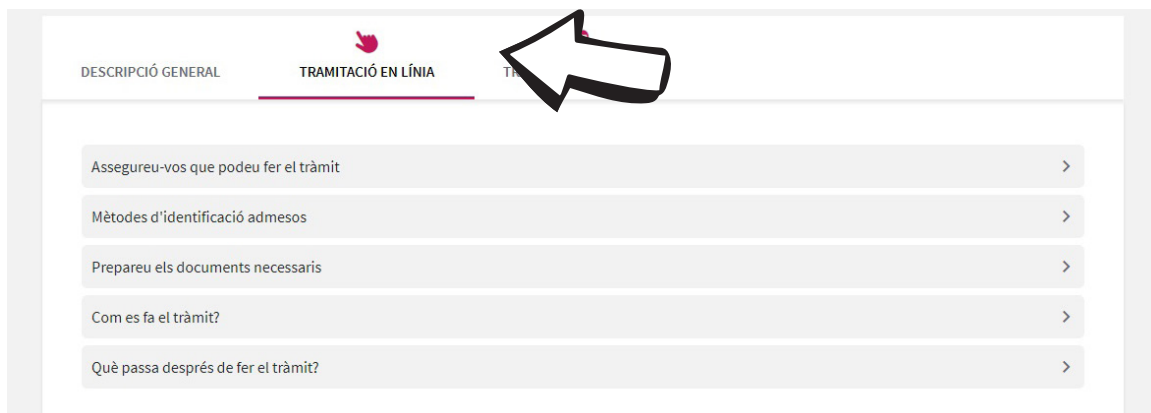 DESCRIPCIÓ GENERAL
TRAMITACIÓ EN LÍNIA
Assegureu-vos que podeu fer el tràmit
Mètodes d'identificació admesos
Prepareu els documents necessaris
Com es fa el tràmit?
Què passa després de fer el tràmit?